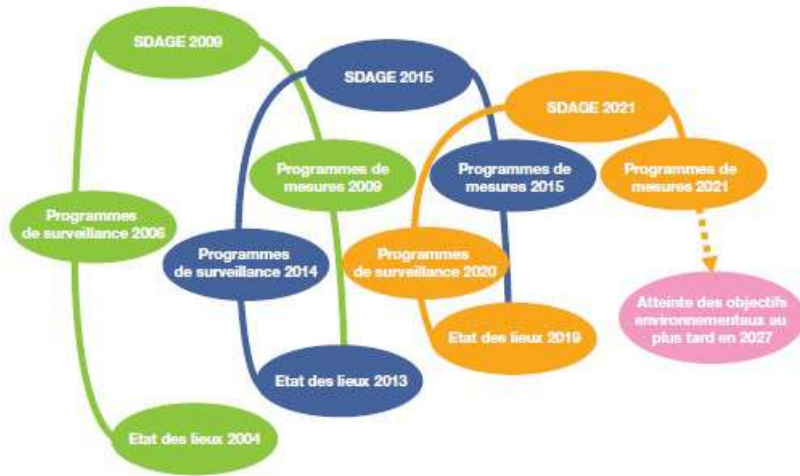 SDAGE 2009
SDAGE 2015
SDAGE 2021
Programmes de
mesures 2009
Programmes de
mesures 2015
Programmes de
mesures 2021
Programmes
de surveillance 2006
Programmes
de surveillance 2014
Programmes
de surveillance 2020
Atteinte des objectifs
environnementaux au
plus tard en 2027
Etat des lieux 2019
Etat des lieux 2013
Etat des lieux 2004